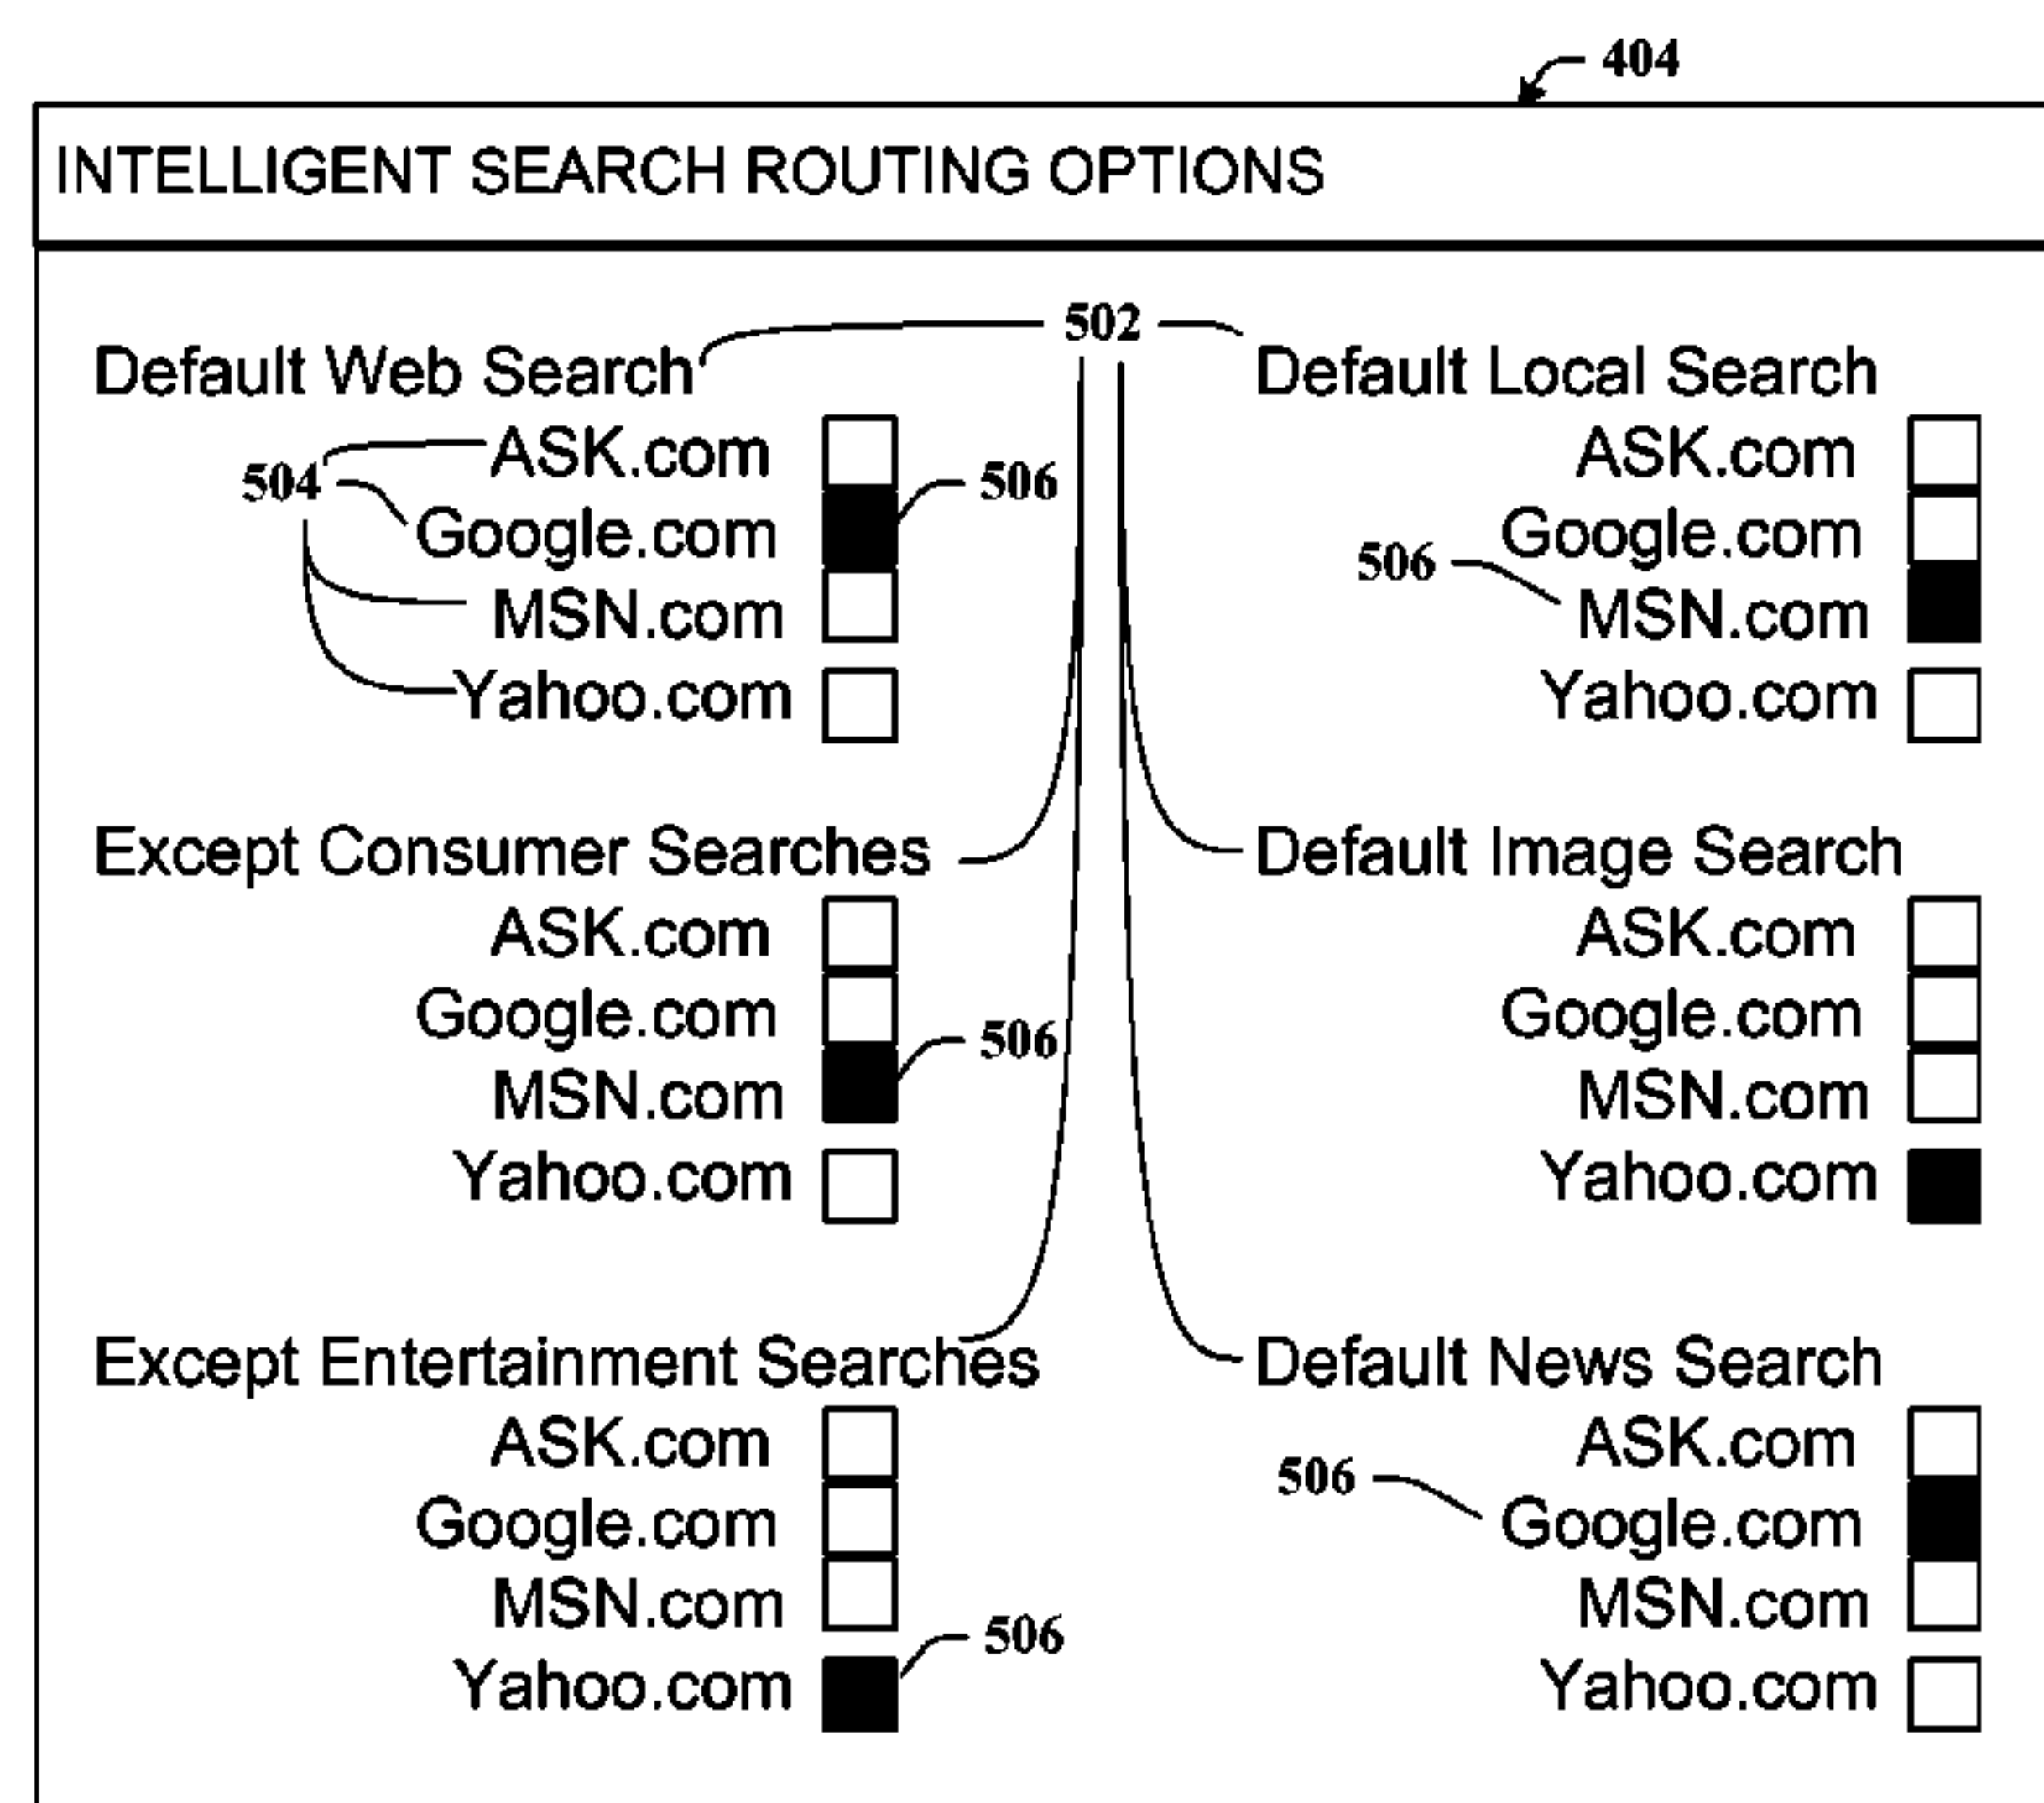 404
INTELLIGENT SEARCH ROUTING OPTIONS
502
Default Web Search
ASK.com
504
506
Google.com
MSN.com
Yahoo.com
Default Local Search
ASK.com
Google.com
506
MSN.com
Yahoo.com
Except Consumer Searches
ASK.com
Google.com
506
MSN.com
Yahoo.com
Default Image Search
ASK.com
Google.com
MSN.com
Yahoo.com
Except Entertainment Searches
ASK.com
Google.com
MSN.com
506
Yahoo.com
Default News Search
ASK.com
506
Google.com
MSN.com
Yahoo.com